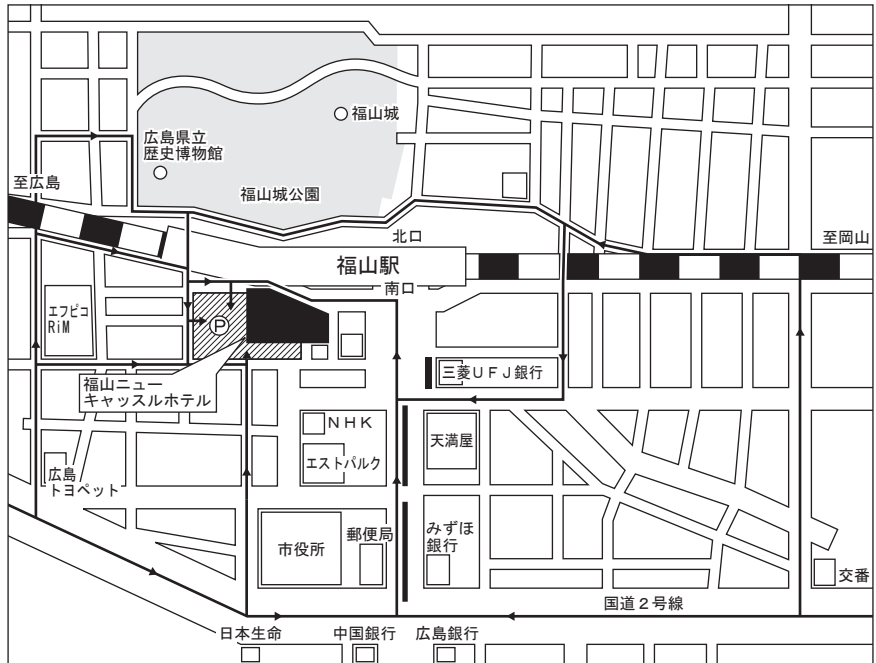 福山城
広島県立
歴史博物館
至広島
福山城公園
北口
至岡山
福山駅
南口
エフピコ
RiM
P
三菱UFJ銀行
福山ニュー
キャッスルホテル
NHK
天満屋
エストパルク
広島
トヨペット
市役所
郵便局
みずほ
銀行
交番
国道2号線
日本生命
中国銀行
広島銀行